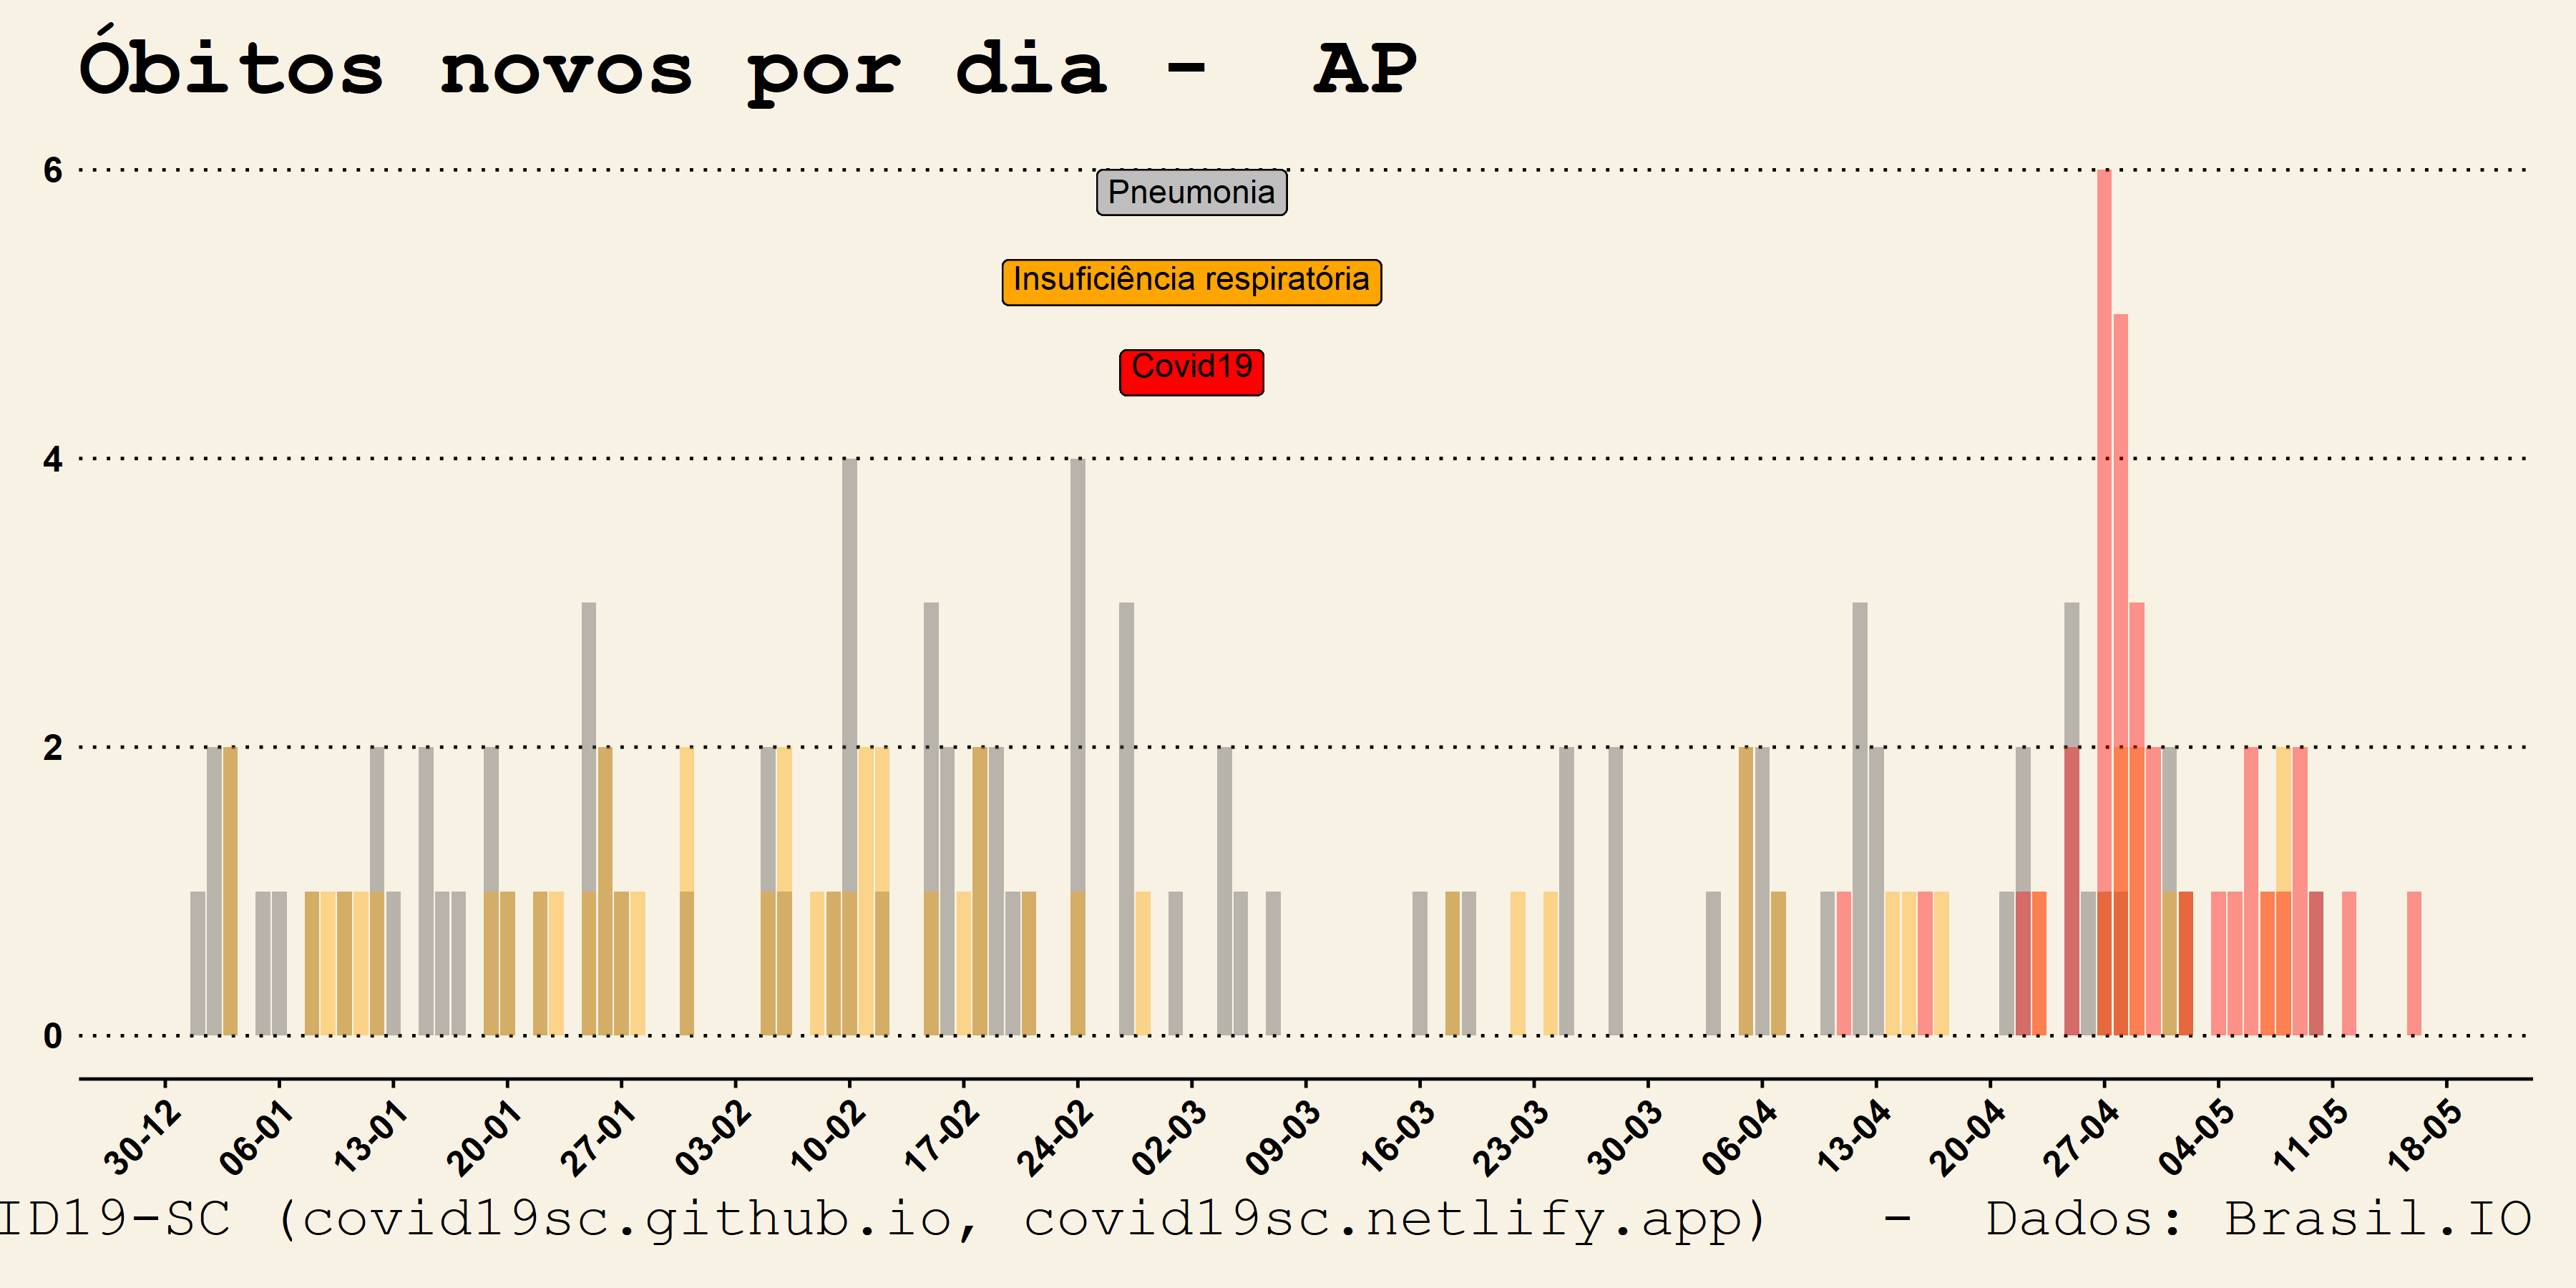 Óbitos novos por dia - AP
6
Pneumonia
Insuficiência respiratória
Covid19
4
2
0
30-12 06-01 13-01 20-01 27-01 03-02 10-02 17-02 24-02 02-03 09-03 16-03 23-03 30-03 06-04 13-04 20-04 27-04 04-05 11-05 18-05
ID19-SC (covid19sc.github.io, covid19sc.netlify.app) - Dados: Brasil.IO